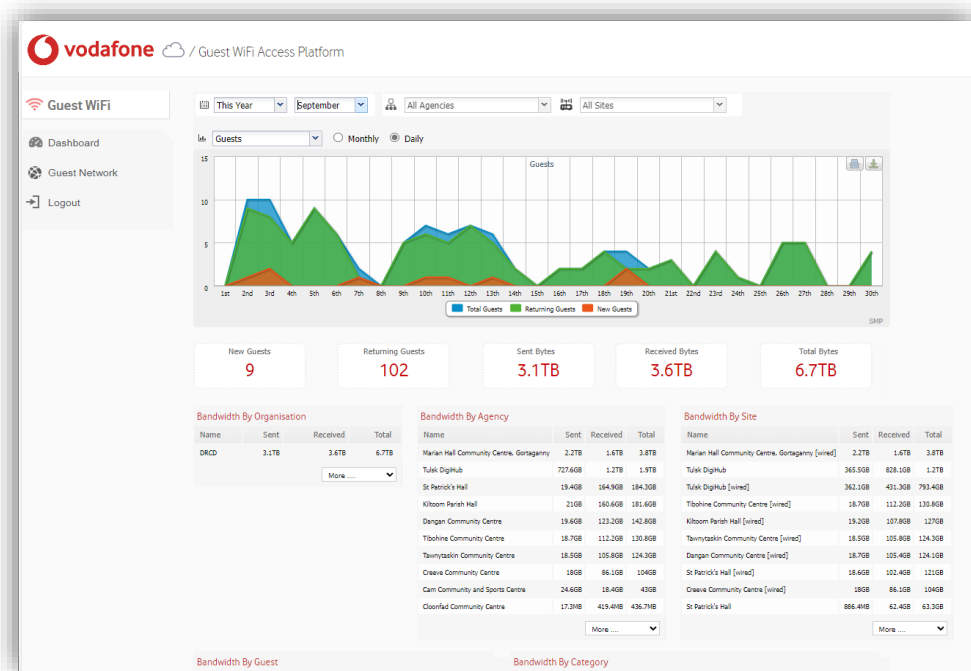 vodafone / Guest WiFi Access Platform
Guest WiFi
Dashboard
Guest Network
Logout
This Year September All Agencies All Sites
Guests Monthly Daily
Guests
15
10
5
0
1st 2nd 3rd 4th 5th 6th 7th 8th 9th 10th 11th 12th 13th 14th 15th 16th 17th 18th 19th 20th 21st 22nd 23rd 24th 25th 26th 27th 28th 29th 30th
Total Guests Returning Guests New Guests
SMP
New Guests Returning Guests Sent Bytes Received Bytes Total Bytes
9 102 3.1TB 3.6TB 6.7TB
Bandwidth By Organisation
Name Sent Received Total
DRCD 3.1TB 3.6TB 6.7TB
More ....
Bandwidth By Agency
Name Sent Received Total
Marian Hall Community Centre, Gortaganny 2.2TB 1.6TB 3.8TB
Tulsk DigiHub 727.6GB 1.2TB 1.9TB
St Patrick's Hall 19.4GB 164.9GB 184.3GB
Kiltoom Parish Hall 21GB 160.6GB 181.6GB
Dangan Community Centre 19.6GB 123.2GB 142.8GB
Tibohine Community Centre 18.7GB 112.2GB 130.8GB
Tawnytaskin Community Centre 18.5GB 105.8GB 124.3GB
Creeve Community Centre 18GB 86.1GB 104GB
Cam Community and Sports Centre 24.6GB 18.4GB 43GB
Cloonfad Community Centre 17.3MB 419.4MB 436.7MB
More ....
Bandwidth By Site
Name Sent Received Total
Marian Hall Community Centre, Gortaganny [wired] 2.2TB 1.6TB 3.8TB
Tulsk DigiHub 365.5GB 828.1GB 1.2TB
Tulsk DigiHub [wired] 362.1GB 431.3GB 793.4GB
Tibohine Community Centre [wired] 18.7GB 112.2GB 130.8GB
Kiltoom Parish Hall [wired] 19.2GB 107.8GB 127GB
Tawnytaskin Community Centre [wired] 18.5GB 105.8GB 124.3GB
Dangan Community Centre [wired] 18.7GB 105.4GB 124.1GB
St Patrick's Hall [wired] 18.6GB 102.4GB 121GB
Creeve Community Centre [wired] 18GB 86.1GB 104GB
St Patrick's Hall 886.4MB 62.4GB 63.3GB
More ....
Bandwidth By Guest
Bandwidth By Category